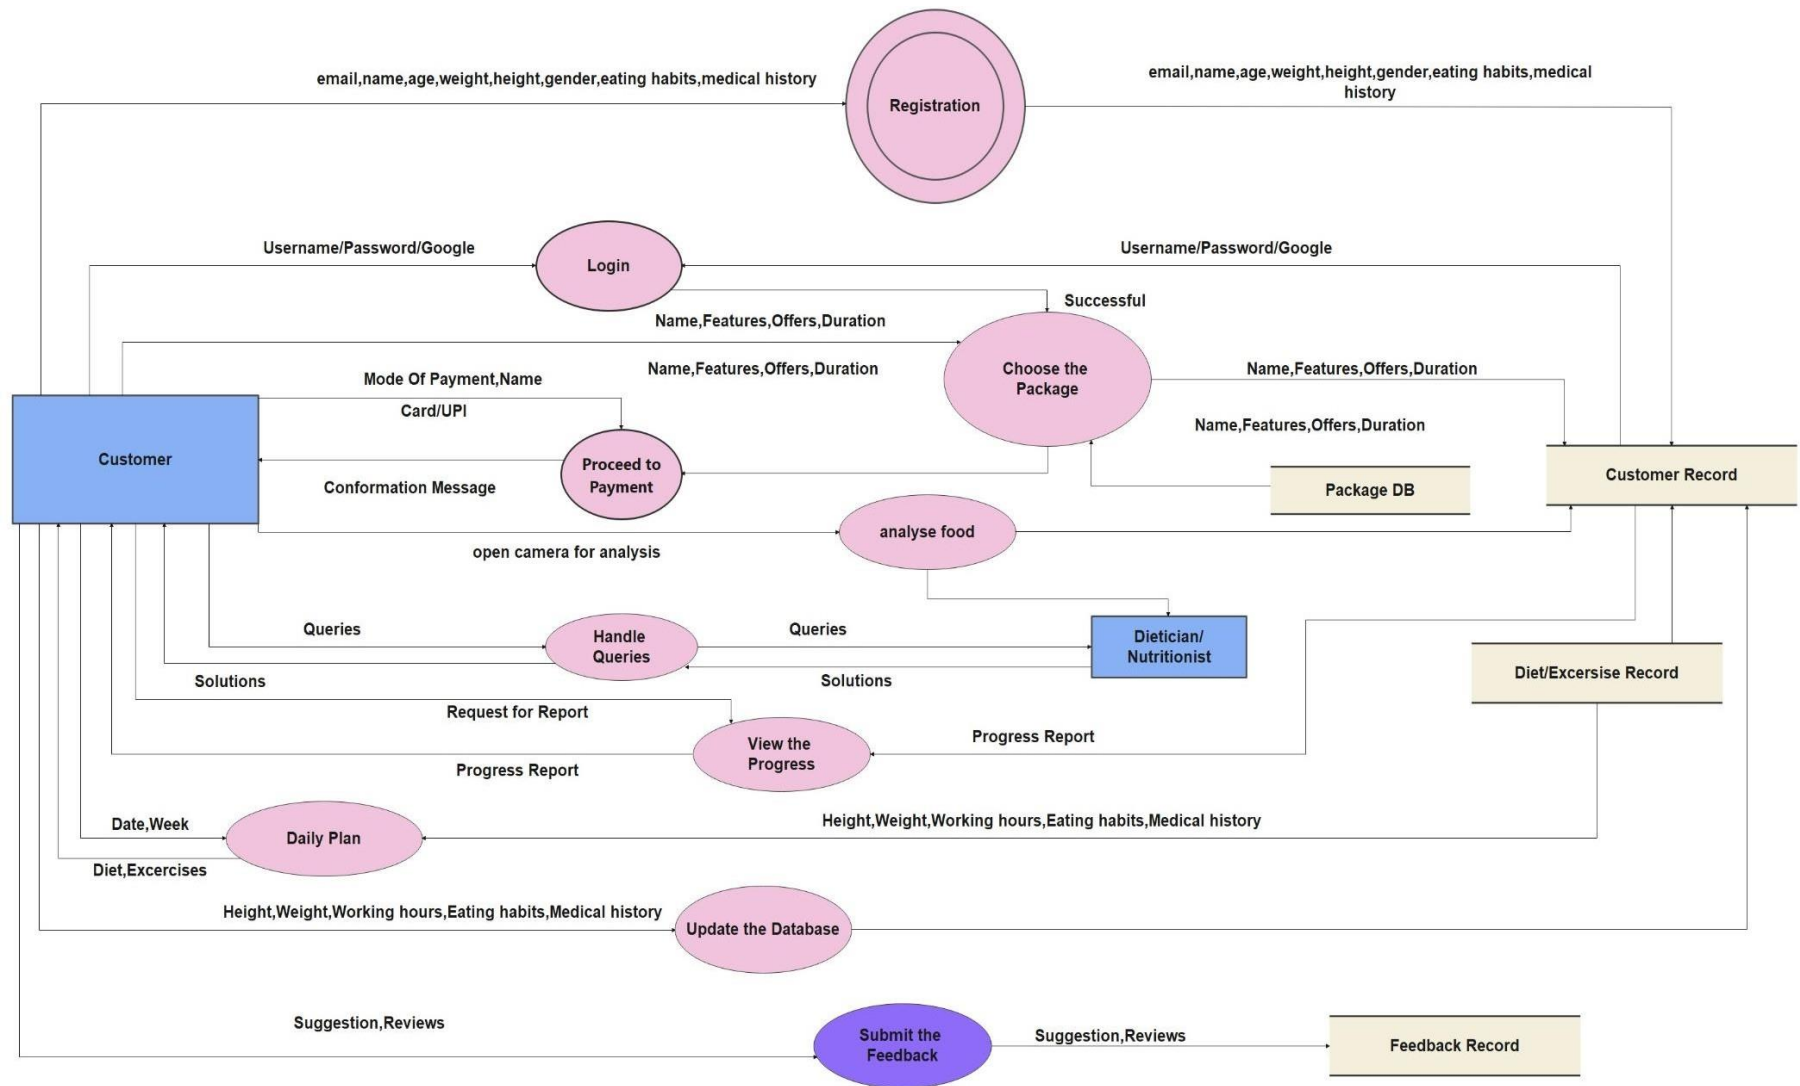 email,name,age,weight,height,gender,eating habits,medical history
email,name,age,weight,height,gender,eating habits,medical
history
Registration
Username/Password/Google
Login
Username/Password/Google
Successful
Name,Features,Offers,Duration
Name,Features,Offers,Duration
Choose the
Package
Name,Features,Offers,Duration
Mode Of Payment,Name
Card/UPI
Name,Features,Offers,Duration
Customer
Proceed to
Payment
Conformation Message
Package DB
Customer Record
analyse food
open camera for analysis
Queries
Handle
Queries
Queries
Dietician/
Nutritionist
Solutions
Solutions
Diet/Excersise Record
Request for Report
View the
Progress
Progress Report
Progress Report
Date,Week
Daily Plan
Height,Weight,Working hours,Eating habits,Medical history
Diet,Excercises
Height,Weight,Working hours,Eating habits,Medical history
Update the Database
Suggestion,Reviews
Submit the
Feedback
Suggestion,Reviews
Feedback Record